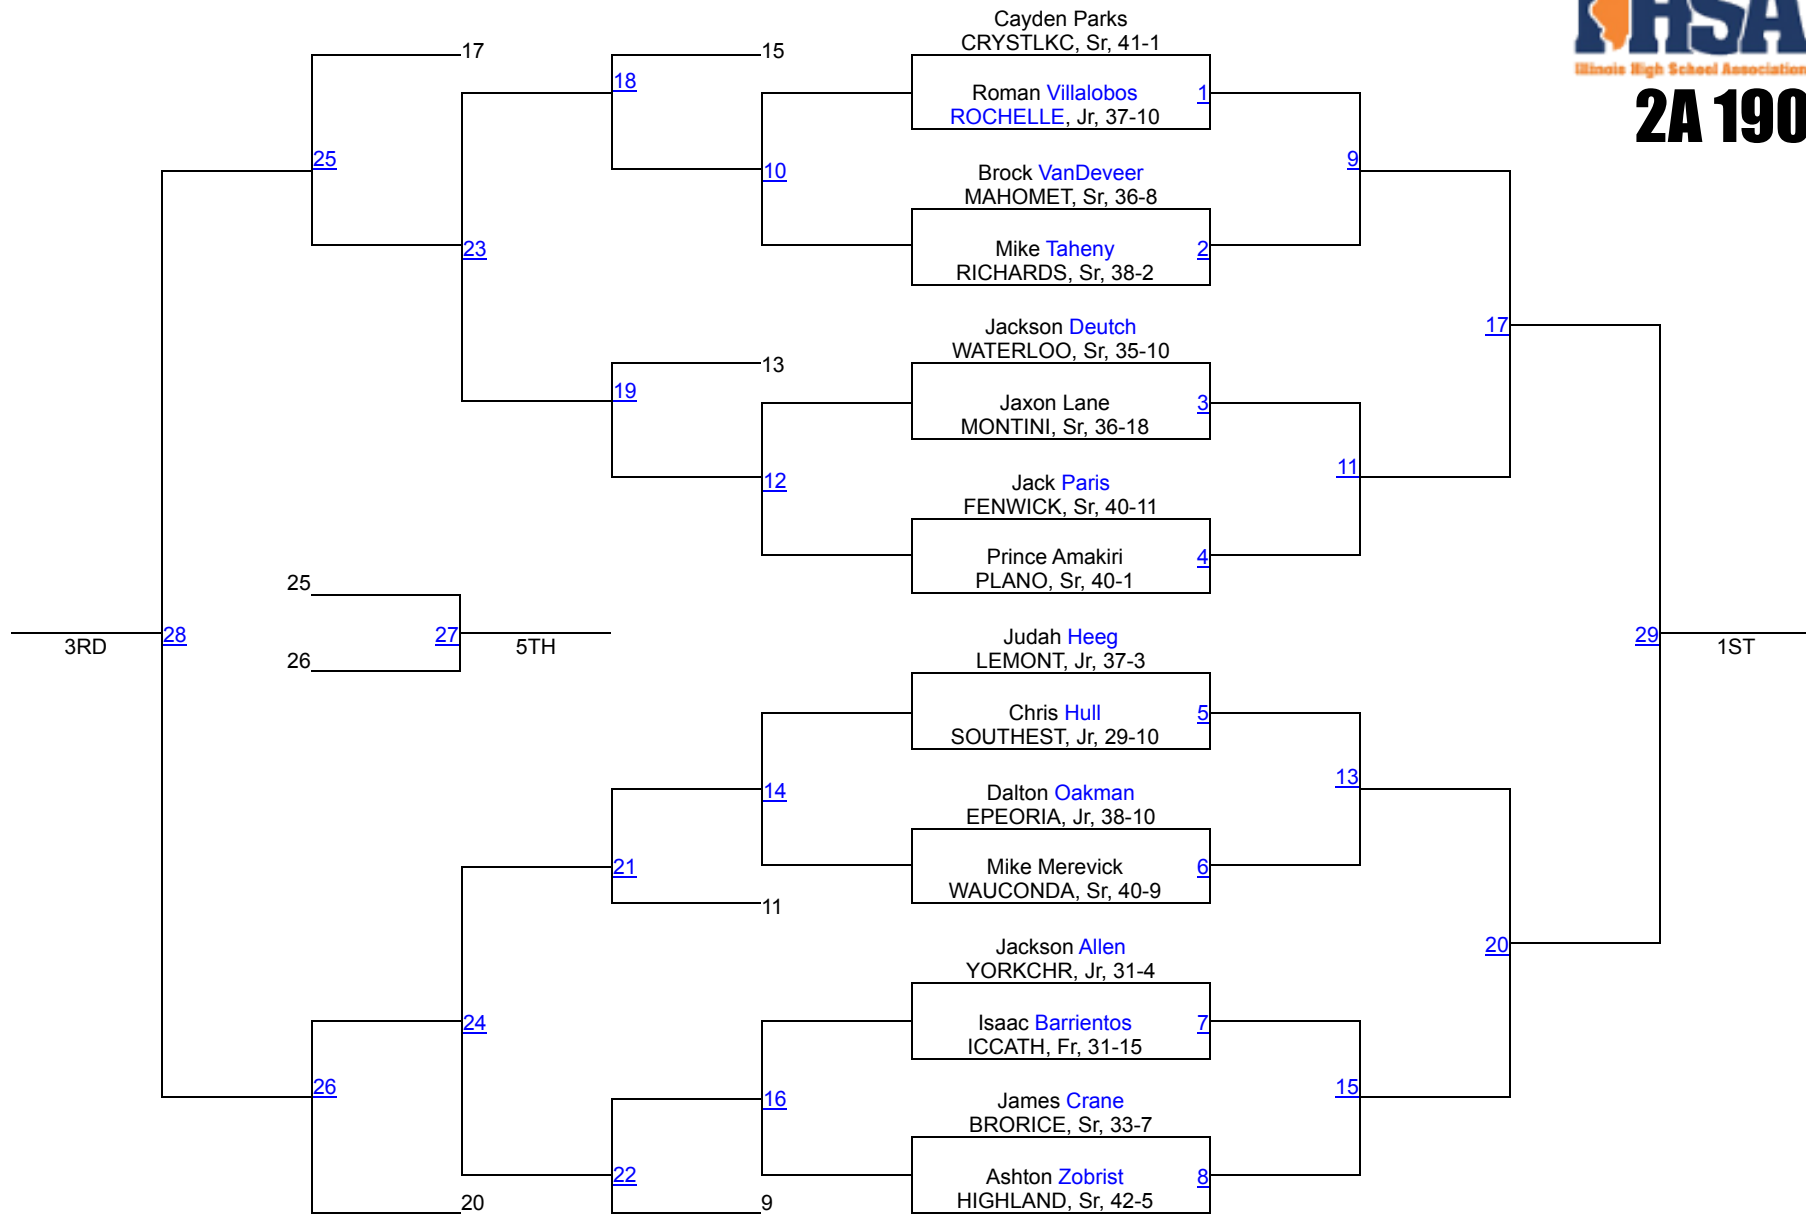 HSA
Illinois High School Association
2A 190
Cayden Parks
CRYSTLKC, Sr, 41-1
17
15
18
Roman Villalobos
1
ROCHELLE, Jr, 37-10
25
10
9
Brock VanDeveer
MAHOMET, Sr, 36-8
23
Mike Taheny
2
RICHARDS, Sr, 38-2
Jackson Deutch
17
WATERLOO, Sr, 35-10
13
19
Jaxon Lane
3
MONTINI, Sr, 36-18
12
11
Jack Paris
FENWICK, Sr, 40-11
Prince Amakiri
4
PLANO, Sr, 40-1
25
3RD
28
27
5TH
26
Judah Heeg
LEMONT, Jr, 37-3
29
1ST
Chris Hull
5
SOUTHEST, Jr, 29-10
14
13
Dalton Oakman
EPEORIA, Jr, 38-10
21
Mike Merevick
6
WAUCONDA, Sr, 40-9
11
Jackson Allen
20
YORKCHR, Jr, 31-4
24
Isaac Barrientos
7
ICCATH, Fr, 31-15
26
16
15
James Crane
BRORICE, Sr, 33-7
22
Ashton Zobrist
8
HIGHLAND, Sr, 42-5
20
9